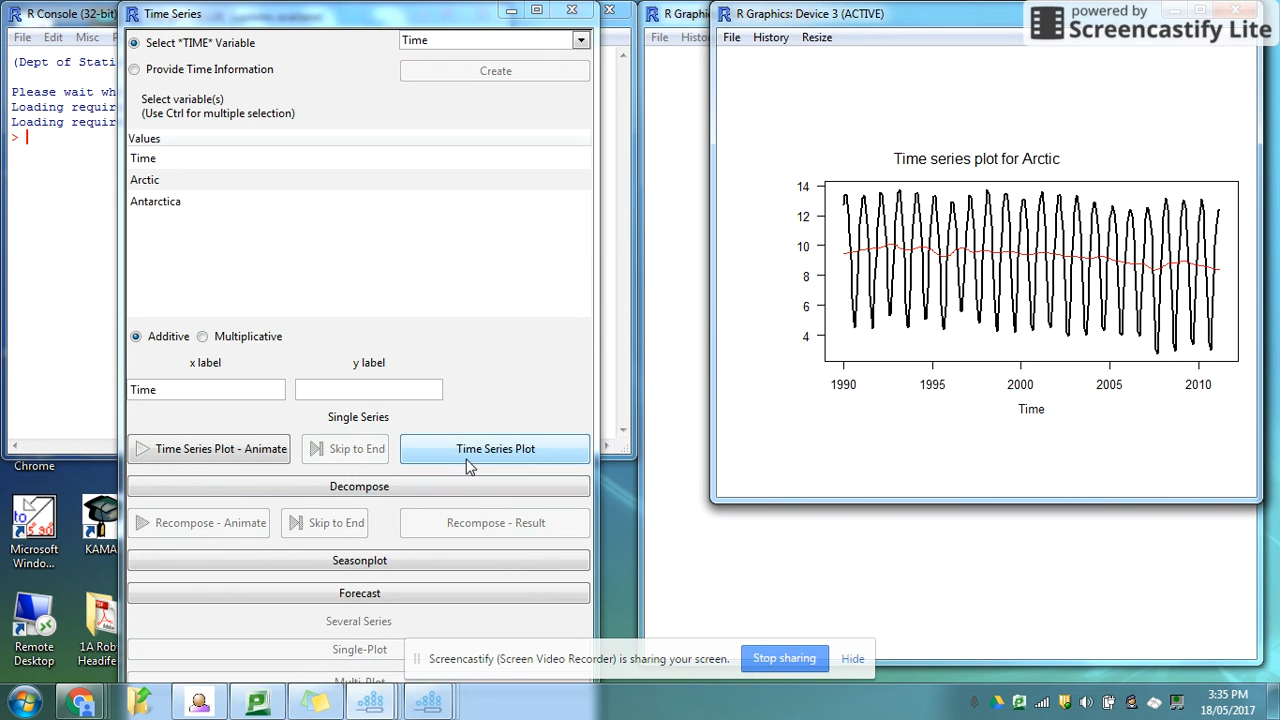 R Console (32-bit)
File Edit Misc
(Dept of Stati
Please wait wh
Loading requir
Loading requir
>
Time Series
Select *TIME* Variable
Time
Provide Time Information
Create
Select variable(s)
(Use Ctrl for multiple selection)
Values
Time
Arctic
Antarctica
Additive
Multiplicative
x label
y label
Time
Single Series
Time Series Plot - Animate
Skip to End
Time Series Plot
Decompose
Recompose - Animate
Skip to End
Recompose - Result
Seasonplot
Forecast
Several Series
Single-Plot
R Graphi
File Histor
R Graphics: Device 3 (ACTIVE)
File History Resize
powered by
Screencastify Lite
Time series plot for Arctic
14
12
10
8
6
4
1990 1995 2000 2005 2010
Time
Chrome
Microsoft
Windo...
KAMA
Remote
Desktop
1A Rob
Headife...
Screencastify (Screen Video Recorder) is sharing your screen.
Stop sharing
Hide
3:35 PM
18/05/2017